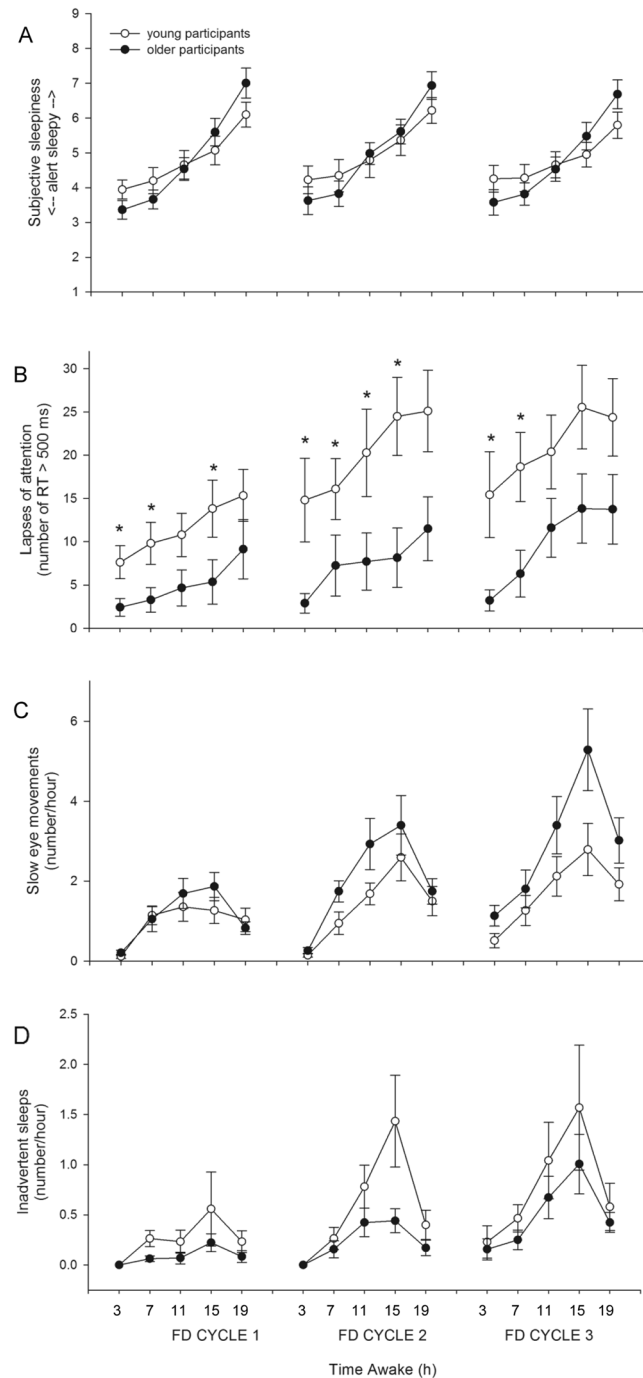 A
young participants
older participants
Subjective sleepiness
<-- alert sleepy -->
9
8
7
6
5
4
3
2
1
B
Lapses of attention
(number of RT > 500 ms)
30
25
20
15
10
5
0
* * *
* * * *
* *
C
Slow eye movements
(number/hour)
6
4
2
0
D
Inadvertent sleeps
(number/hour)
2.5
2.0
1.5
1.0
0.5
0.0
3 7 11 15 19 3 7 11 15 19 3 7 11 15 19
FD CYCLE 1 FD CYCLE 2 FD CYCLE 3
Time Awake (h)